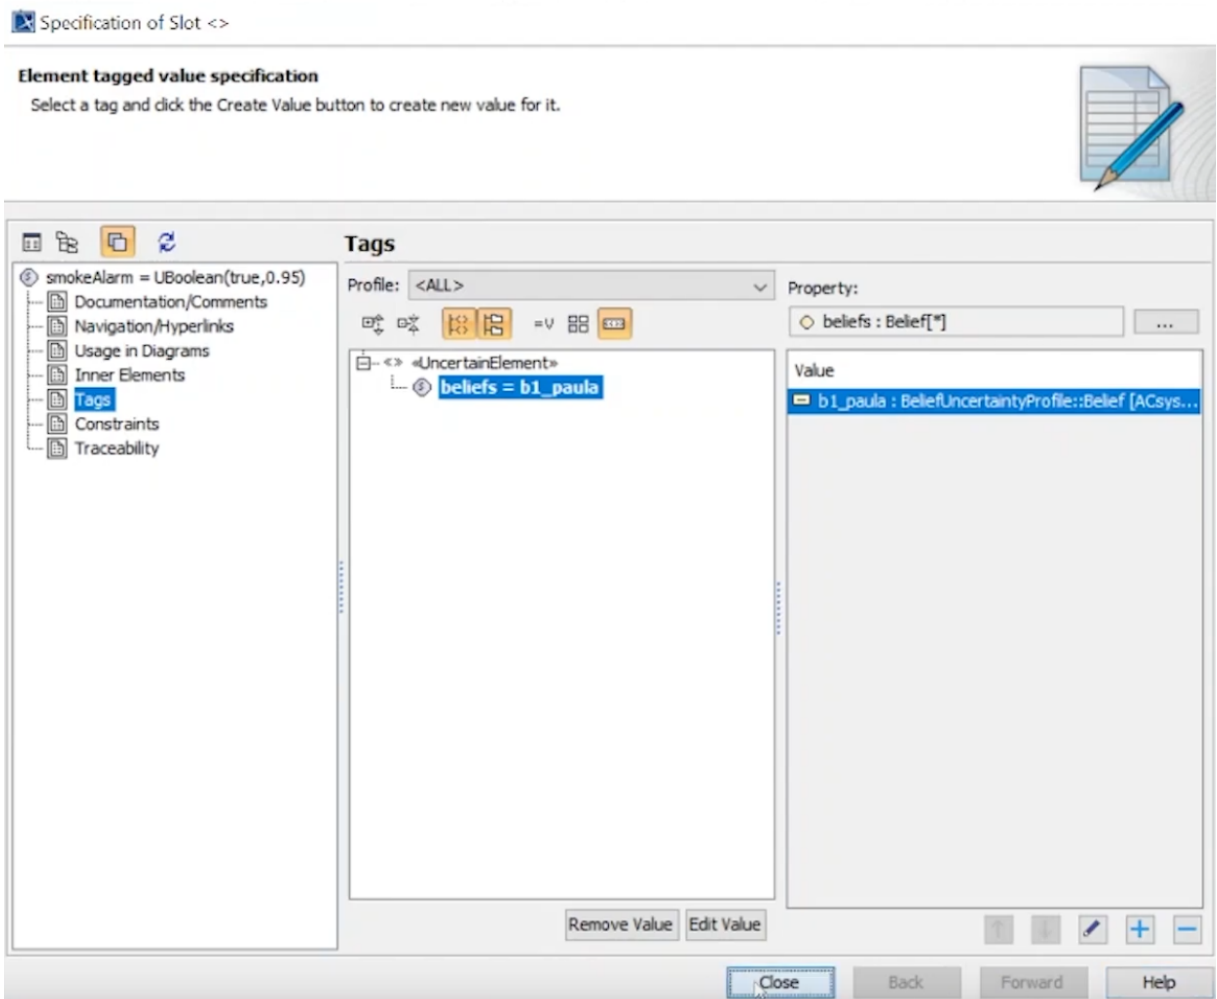 Specification of Slot <>
Element tagged value specification
Select a tag and click the Create Value button to create new value for it.
smokeAlarm = UBoolean(true,0.95)
Documentation/Comments
Navigation/Hyperlinks
Usage in Diagrams
Inner Elements
Tags
Constraints
Traceability
Tags
Profile: <ALL>
=V
<> «UncertainElement»
beliefs = b1_paula
Remove Value Edit Value
Property:
beliefs : Belief[*]
...
Value
b1_paula : BeliefUncertaintyProfile::Belief [ACsys...
Close Back Forward Help